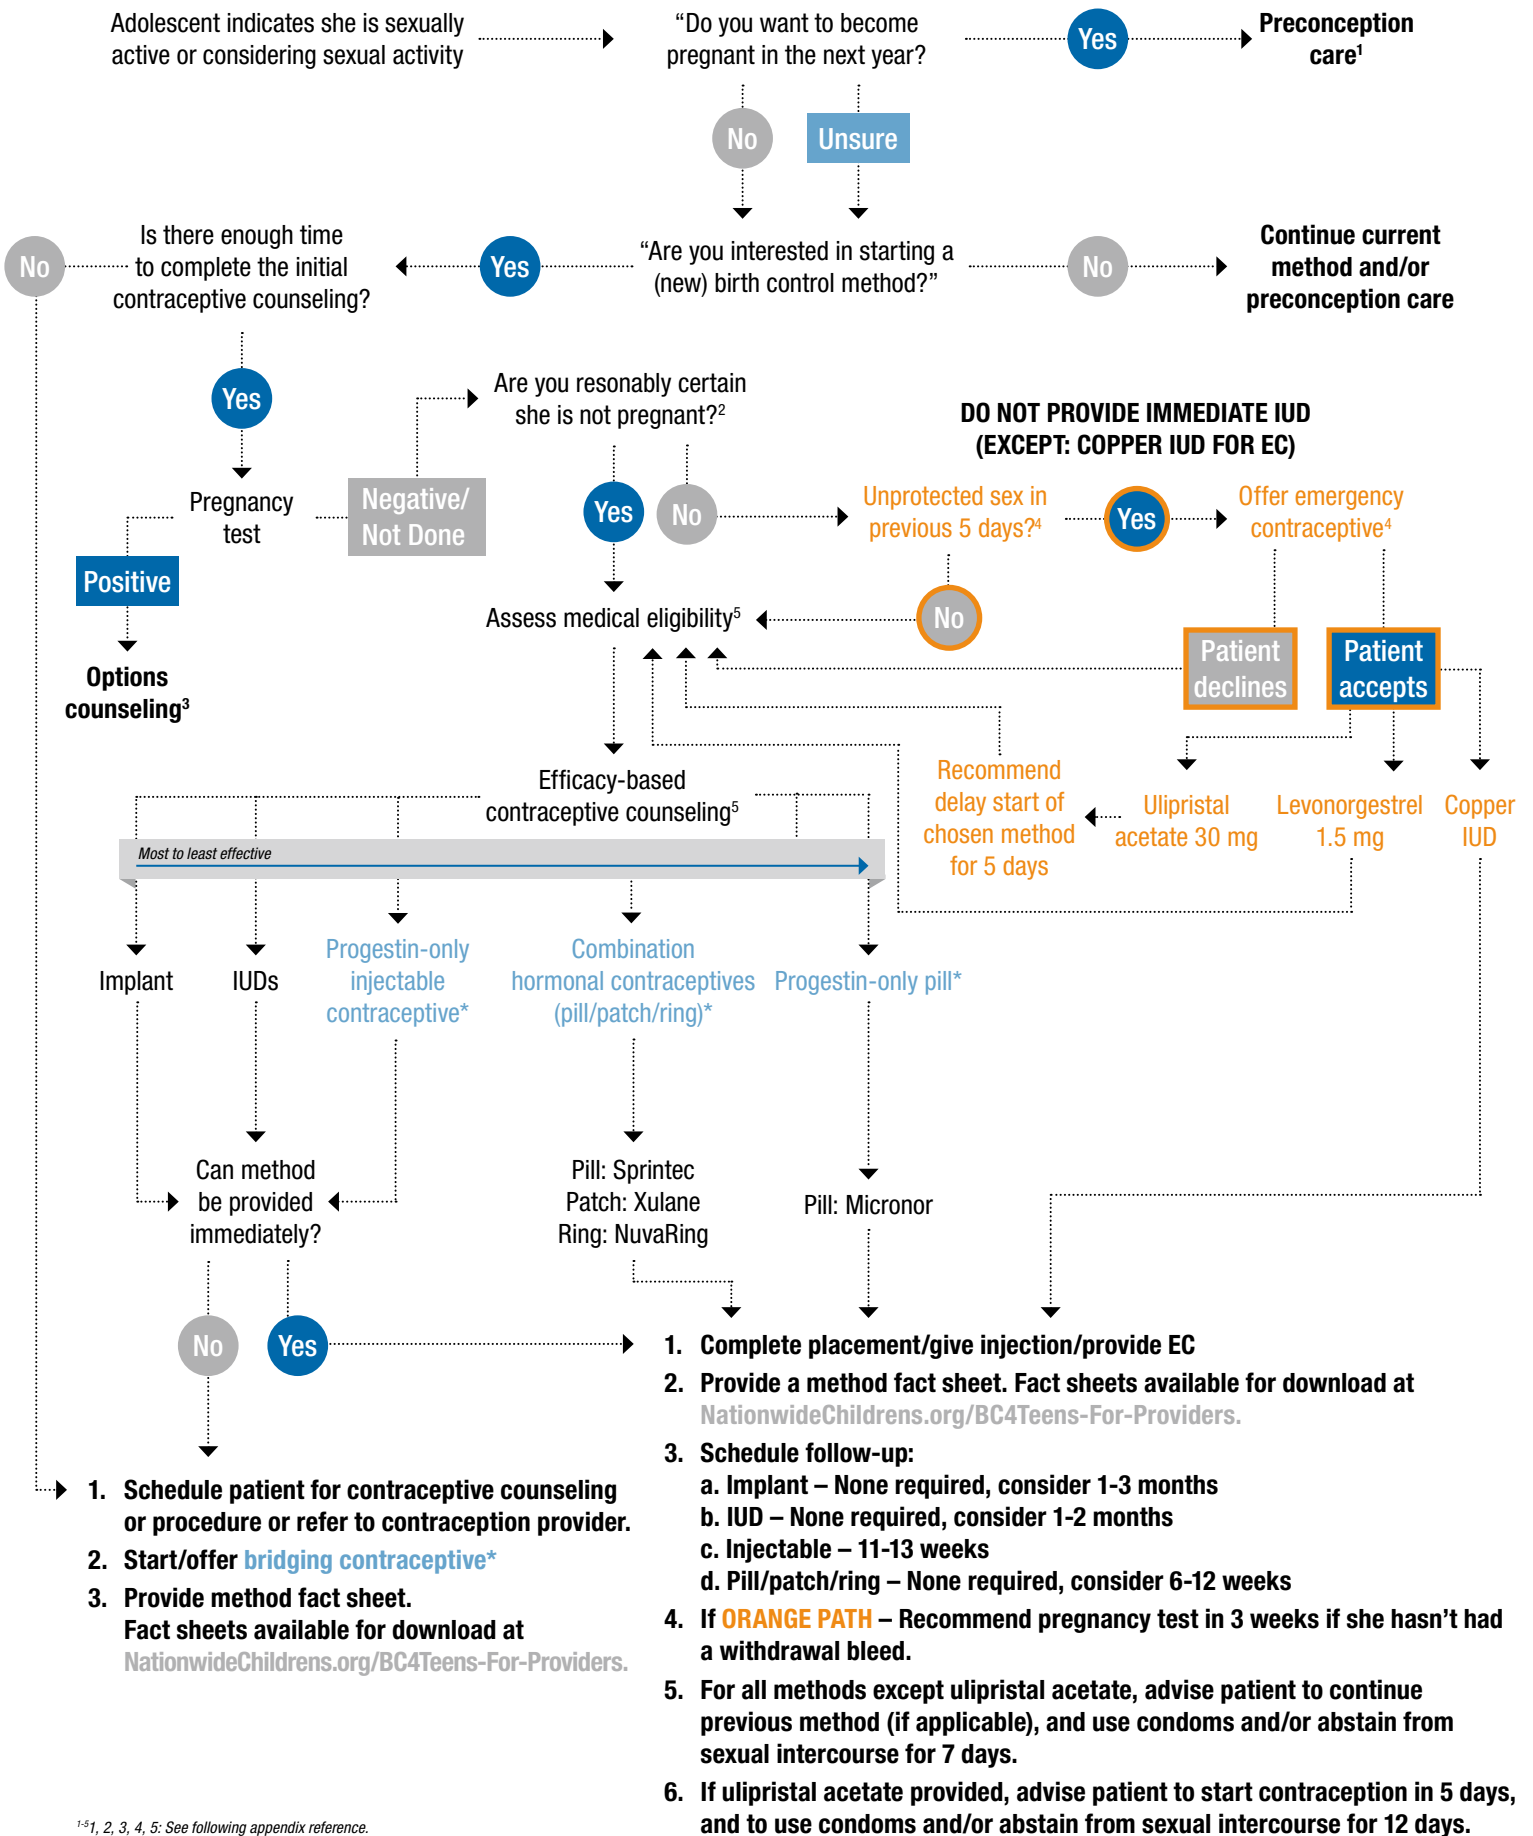 Adolescent indicates she is sexually
active or considering sexual activity
“Do you want to become
pregnant in the next year?
Yes
Preconception
care1
No
Unsure
No
Is there enough time
to complete the initial
contraceptive counseling?
Yes
“Are you interested in starting a
(new) birth control method?”
No
Continue current
method and/or
preconception care
Yes
Are you resonably certain
she is not pregnant?2
DO NOT PROVIDE IMMEDIATE IUD
(EXCEPT: COPPER IUD FOR EC)
Pregnancy
test
Negative/
Not Done
Yes
No
Unprotected sex in
previous 5 days?4
Yes
Offer emergency
contraceptive4
Positive
Assess medical eligibility5
No
Patient
declines
Patient
accepts
Options
counseling3
Efficacy-based
contraceptive counseling5
Recommend
delay start of
chosen method
for 5 days
Ulipristal
acetate 30 mg
Levonorgestrel
1.5 mg
Copper
IUD
Most to least effective
Implant
IUDs
Progestin-only
injectable
contraceptive*
Combination
hormonal contraceptives
(pill/patch/ring)*
Progestin-only pill*
Can method
be provided
immediately?
Pill: Sprintec
Patch: Xulane
Ring: NuvaRing
Pill: Micronor
No
Yes
1. Schedule patient for contraceptive counseling
or procedure or refer to contraception provider.
2. Start/offer bridging contraceptive*
3. Provide method fact sheet.
Fact sheets available for download at
NationwideChildrens.org/BC4Teens-For-Providers.
1. Complete placement/give injection/provide EC
2. Provide a method fact sheet. Fact sheets available for download at
NationwideChildrens.org/BC4Teens-For-Providers.
3. Schedule follow-up:
a. Implant – None required, consider 1-3 months
b. IUD – None required, consider 1-2 months
c. Injectable – 11-13 weeks
d. Pill/patch/ring – None required, consider 6-12 weeks
4. If ORANGE PATH – Recommend pregnancy test in 3 weeks if she hasn’t had
a withdrawal bleed.
5. For all methods except ulipristal acetate, advise patient to continue
previous method (if applicable), and use condoms and/or abstain from
sexual intercourse for 7 days.
6. If ulipristal acetate provided, advise patient to start contraception in 5 days,
and to use condoms and/or abstain from sexual intercourse for 12 days.
1-51, 2, 3, 4, 5: See following appendix reference.